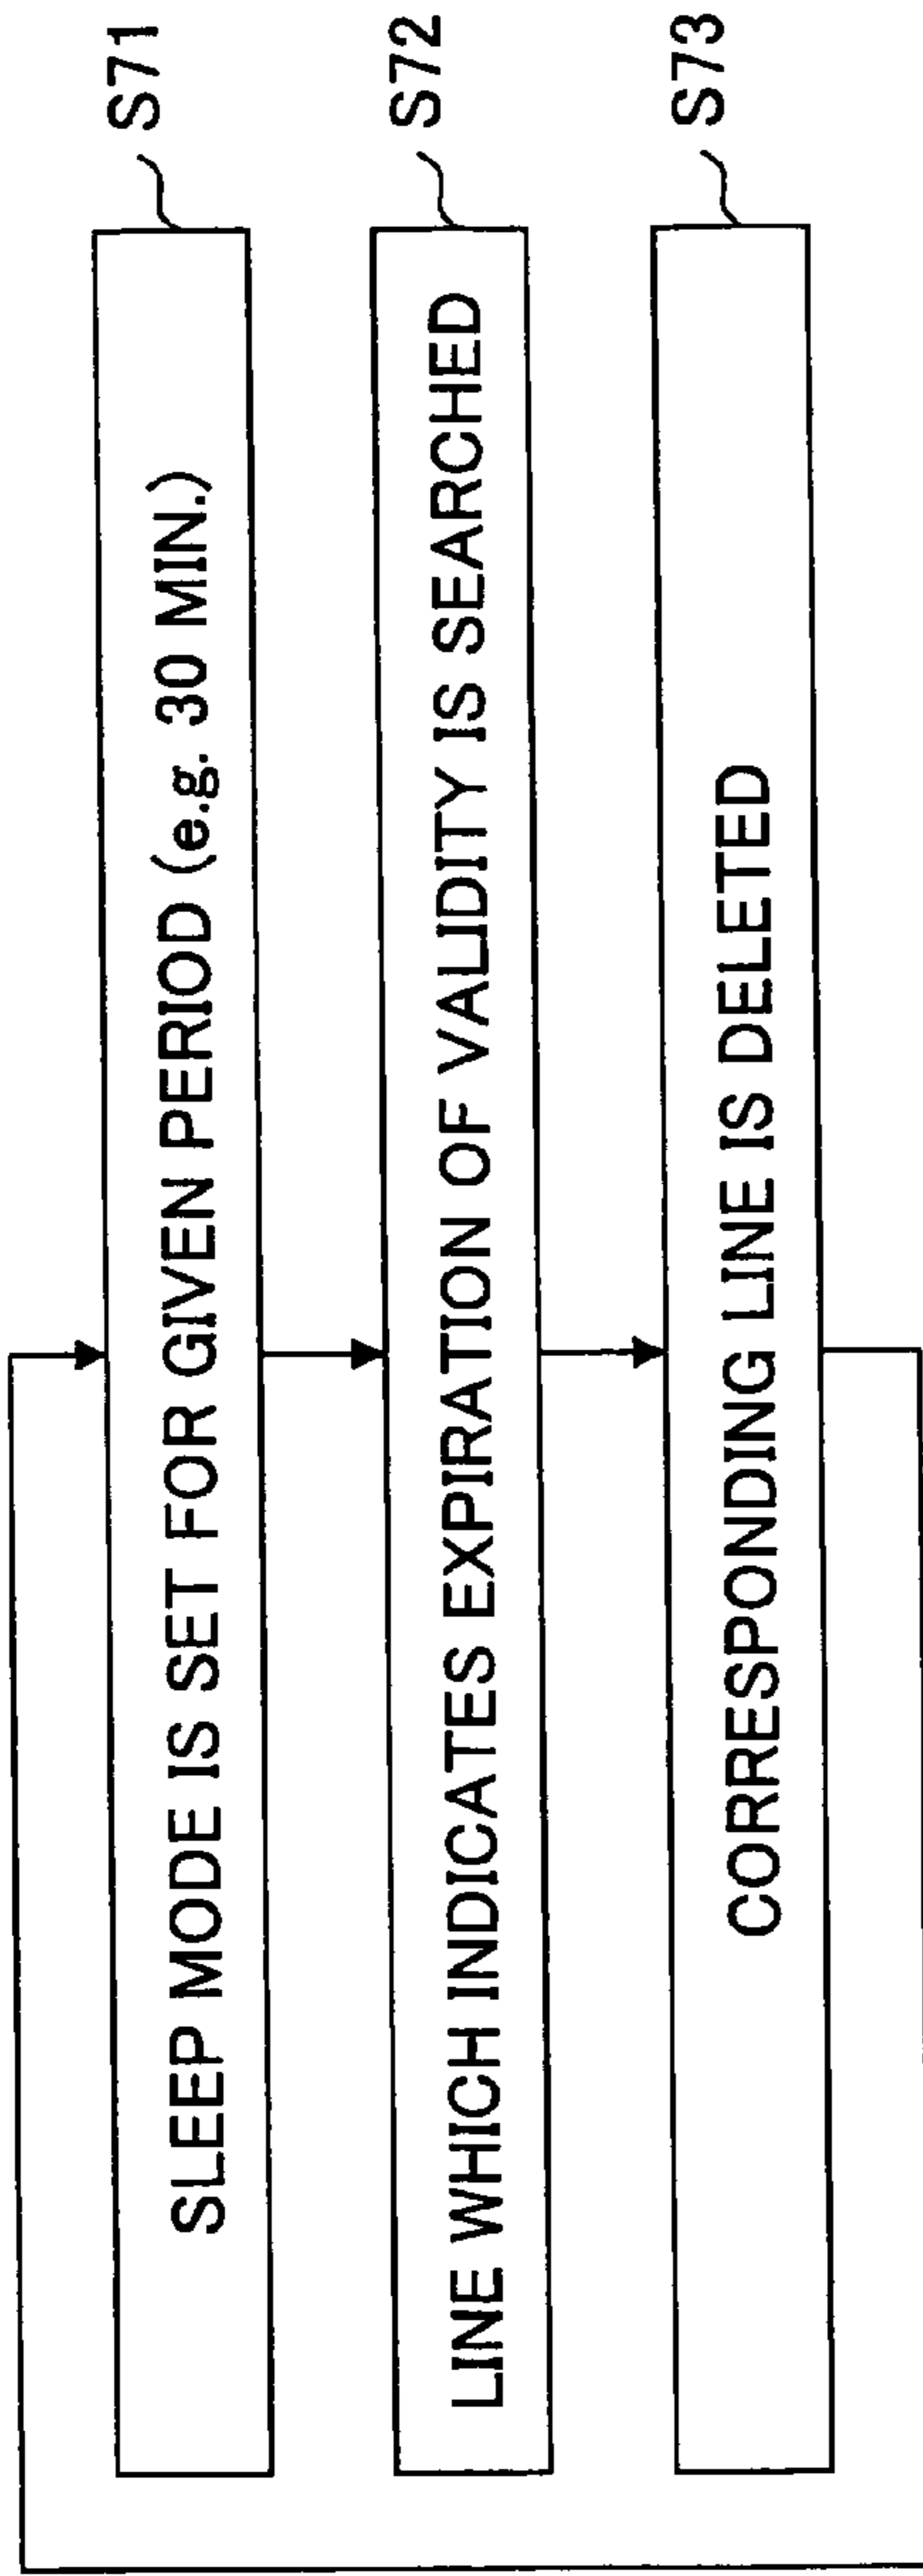 SLEEP MODE IS SET FOR GIVEN PERIOD (e.g. 30 MIN.)
S71
LINE WHICH INDICATES EXPIRATION OF VALIDITY IS SEARCHED
S72
CORRESPONDING LINE IS DELETED
S73